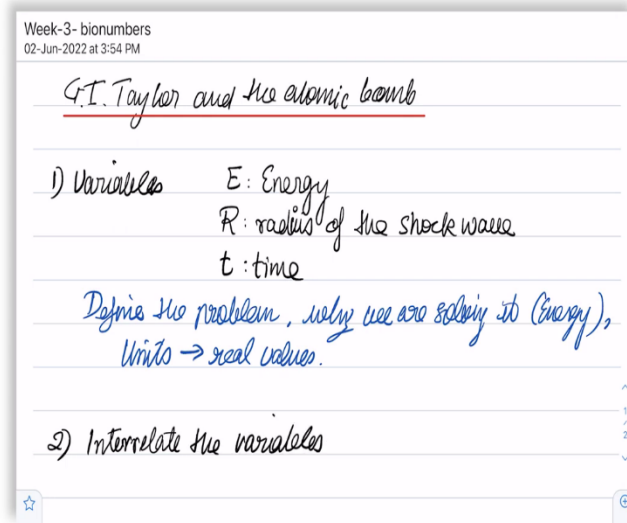 Week-3- bionumbers
02-Jun-2022 at 3:54 PM
G.I. Taylor and the atomic bomb
1) Variables E: Energy
R: radius of the shock wave
t: time
Define the problem, why we are solving it (Energy),
Units → real values.
2) Interrelate the variables